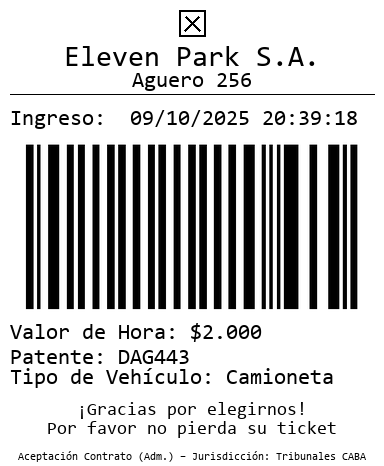 Eleven Park S.A.
Aguero 256
Ingreso: 09/10/2025 20:39:18
Valor de Hora: $2.000
Patente: DAG443
Tipo de Vehículo: Camioneta
¡Gracias por elegirnos!
Por favor no pierda su ticket
Aceptación Contrato (Adm.) – Jurisdicción: Tribunales CABA